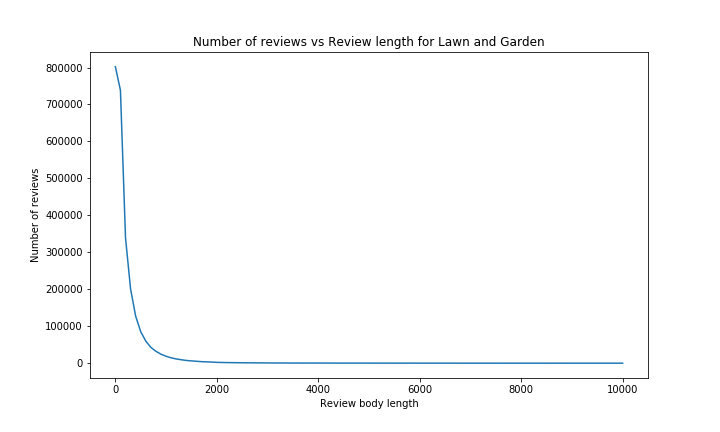 Number of reviews vs Review length for Lawn and Garden
800000
700000
600000
500000
400000
300000
200000
100000
0
Number of reviews
0 2000 4000 6000 8000 10000
Review body length